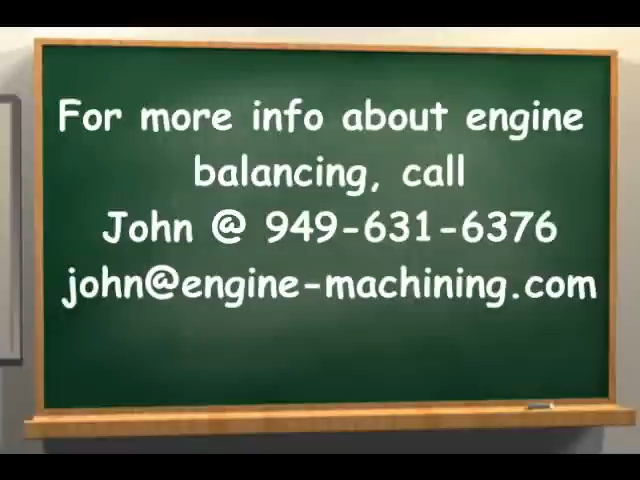 For more info about engine
balancing, call
John @ 949-631-6376
john@engine-machining.com